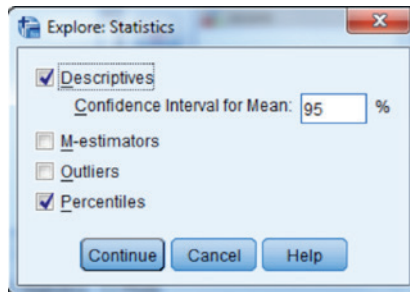 Explore: Statistics
Descriptives
Confidence Interval for Mean: 95 %
M-estimators
Outliers
Percentiles
Continue Cancel Help